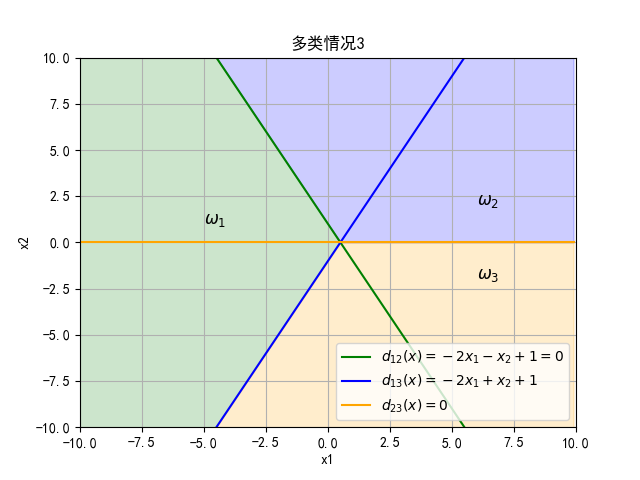 多类情况3
10.0
7.5
5.0
2.5
0.0
−2.5
−5.0
−7.5
−10.0
x2
ω₁
ω₂
ω₃
d₁₂(x) = −2x₁ − x₂ + 1 = 0
d₁₃(x) = −2x₁ + x₂ + 1
d₂₃(x) = 0
−10.0 −7.5 −5.0 −2.5 0.0 2.5 5.0 7.5 10.0
x1